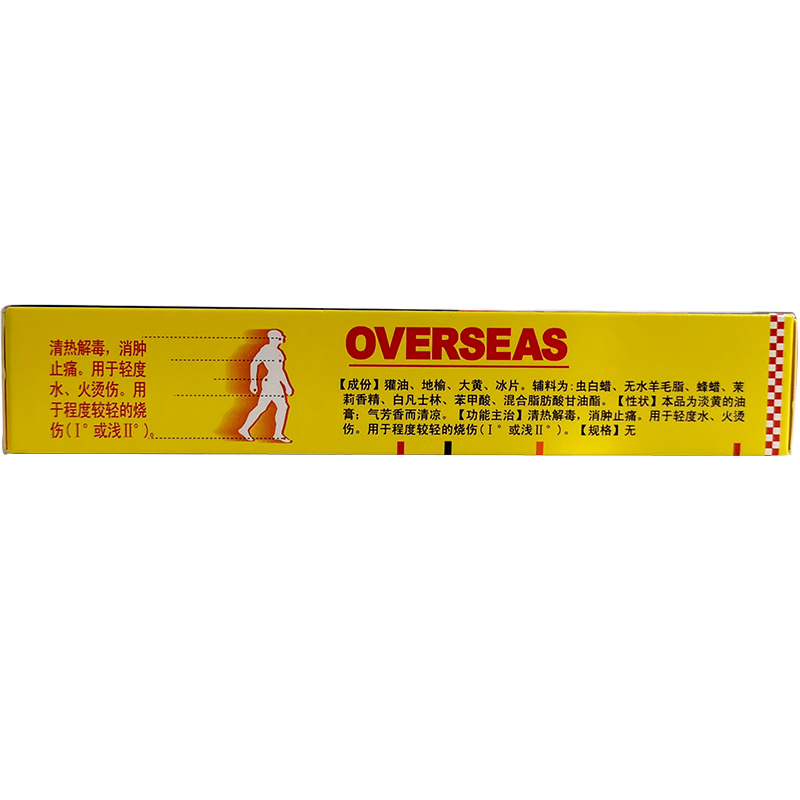 清热解毒，消肿
止痛。用于轻度
水、火烫伤。用
于程度较轻的烧
伤(Ⅰ°或浅Ⅱ°)。
OVERSEAS
【成份】獾油、地榆、大黄、冰片。辅料为:虫白蜡、无水羊毛脂、蜂蜡、茉
莉香精、白凡士林、苯甲酸、混合脂肪酸甘油酯。【性状】本品为淡黄的油
膏；气芳香而清凉。【功能主治】清热解毒，消肿止痛。用于轻度水、火烫
伤。用于程度较轻的烧伤(Ⅰ°或浅Ⅱ°)。【规格】无